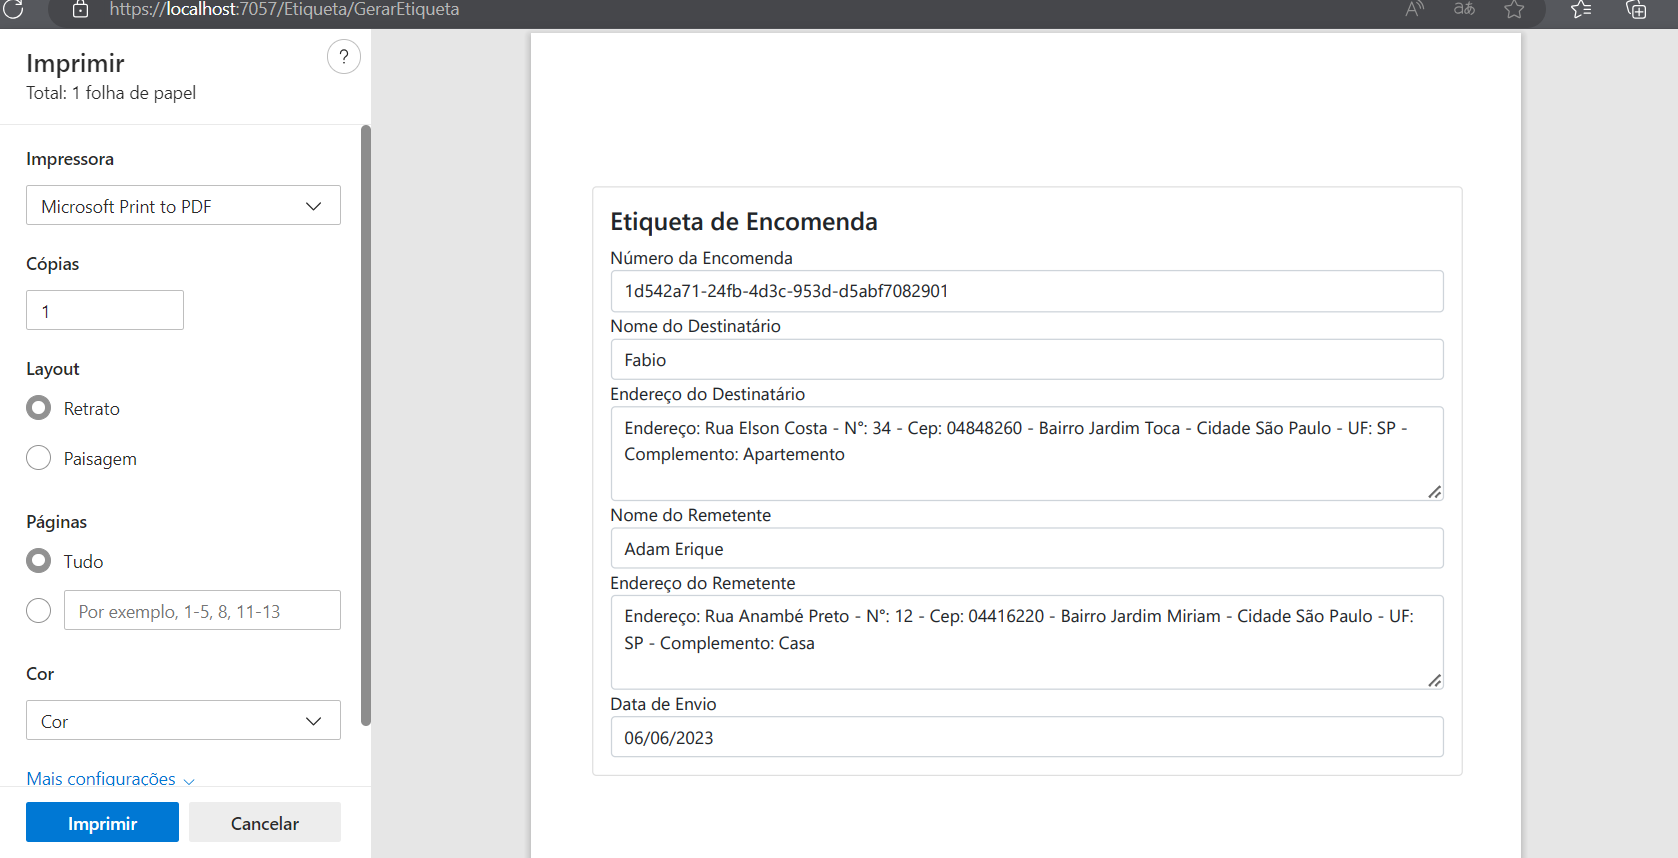 https://localhost:7057/Etiqueta/GerarEtiqueta
Imprimir
?
Total: 1 folha de papel
Impressora
Microsoft Print to PDF
Cópias
1
Layout
Retrato
Paisagem
Páginas
Tudo
Por exemplo, 1-5, 8, 11-13
Cor
Cor
Mais configurações
Imprimir
Cancelar
Etiqueta de Encomenda
Número da Encomenda
1d542a71-24fb-4d3c-953d-d5abf7082901
Nome do Destinatário
Fabio
Endereço do Destinatário
Endereço: Rua Elson Costa - N°: 34 - Cep: 04848260 - Bairro Jardim Toca - Cidade São Paulo - UF: SP -
Complemento: Apartemento
Nome do Remetente
Adam Erique
Endereço do Remetente
Endereço: Rua Anambé Preto - N°: 12 - Cep: 04416220 - Bairro Jardim Miriam - Cidade São Paulo - UF:
SP - Complemento: Casa
Data de Envio
06/06/2023